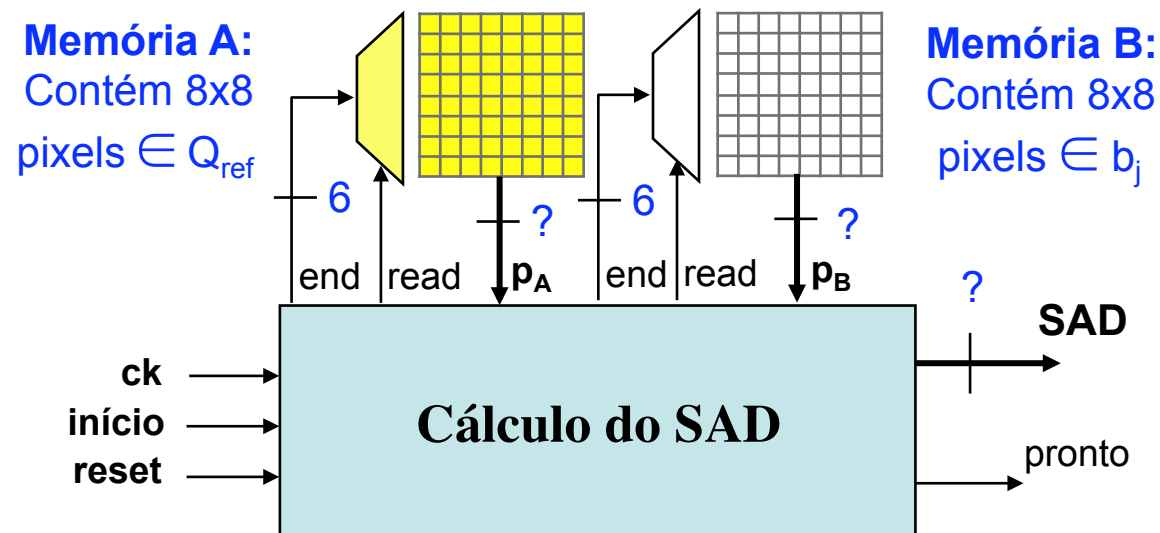 Memória A:
Contém 8x8
pixels ∈ Qref
6
?
6
?
end
read
pA
end
read
pB
Memória B:
Contém 8x8
pixels ∈ bj
?
SAD
ck
início
reset
Cálculo do SAD
pronto